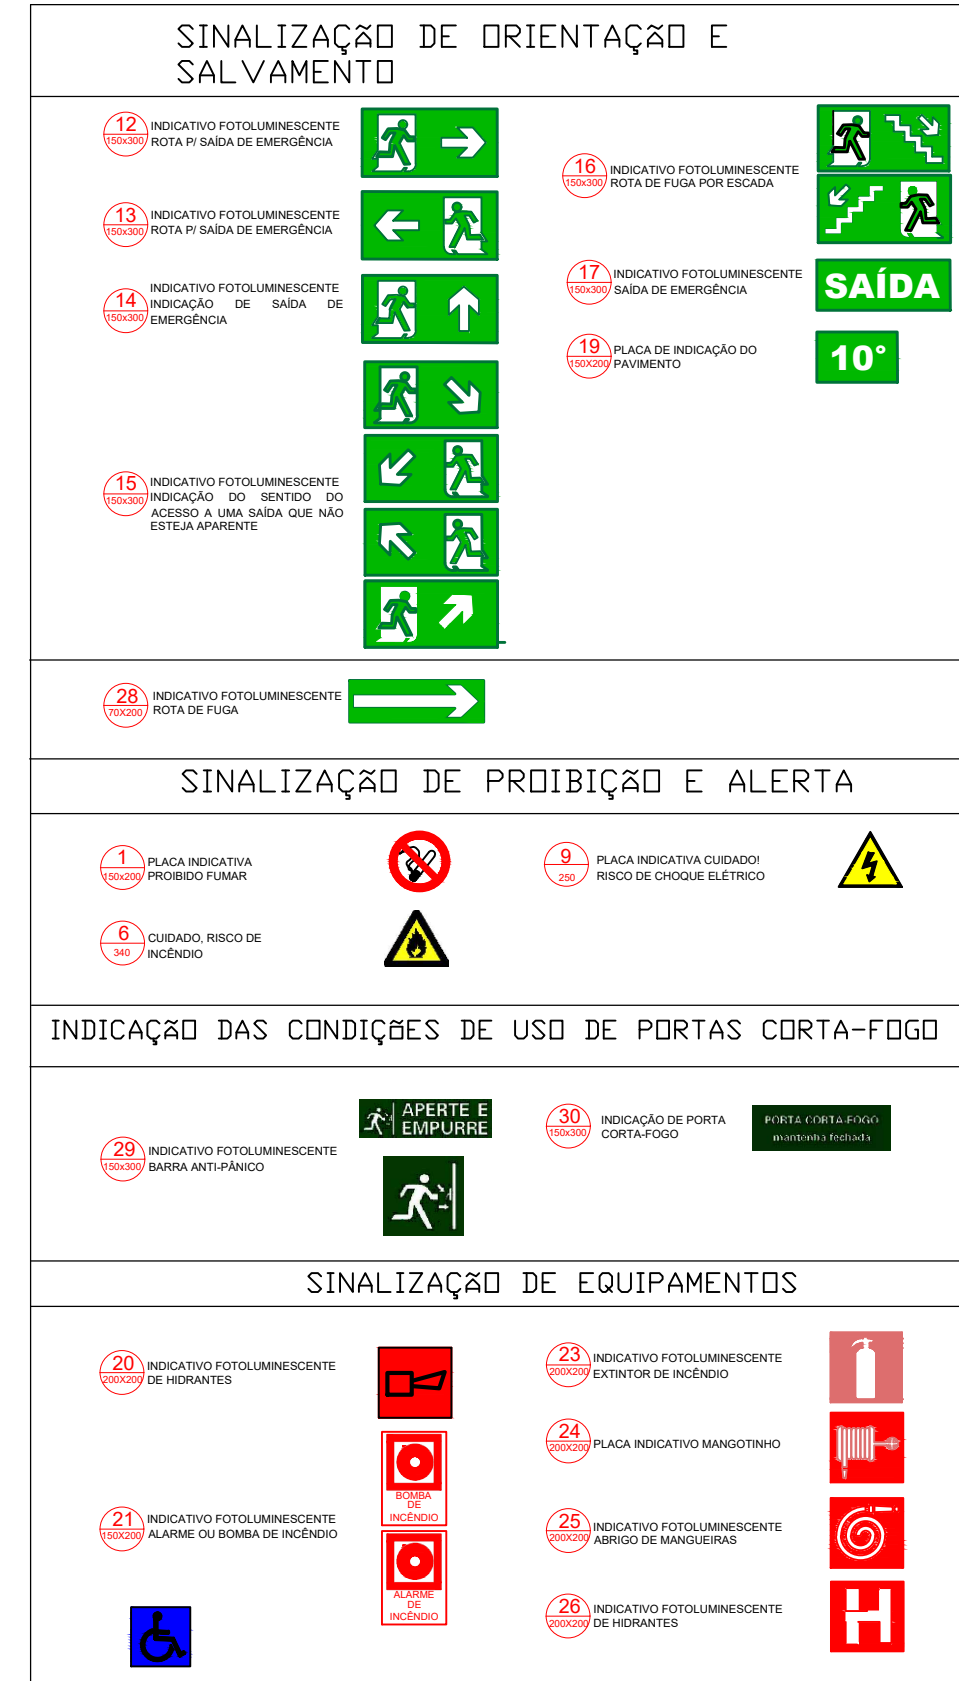 SINALIZAÇÃO DE ORIENTAÇÃO E
SALVAMENTO
12
150x300
INDICATIVO FOTOLUMINESCENTE
ROTA P/ SAÍDA DE EMERGÊNCIA
13
150x300
INDICATIVO FOTOLUMINESCENTE
ROTA P/ SAÍDA DE EMERGÊNCIA
14
150x300
INDICATIVO FOTOLUMINESCENTE
INDICAÇÃO DE SAÍDA DE
EMERGÊNCIA
15
150x300
INDICATIVO FOTOLUMINESCENTE
INDICAÇÃO DO SENTIDO DO
ACESSO A UMA SAÍDA QUE NÃO
ESTEJA APARENTE
16
150x300
INDICATIVO FOTOLUMINESCENTE
ROTA DE FUGA POR ESCADA
17
150x300
INDICATIVO FOTOLUMINESCENTE
SAÍDA DE EMERGÊNCIA
SAÍDA
19
150X200
PLACA DE INDICAÇÃO DO
PAVIMENTO
10°
28
70X200
INDICATIVO FOTOLUMINESCENTE
ROTA DE FUGA
SINALIZAÇÃO DE PROIBIÇÃO E ALERTA
1
150x200
PLACA INDICATIVA
PROIBIDO FUMAR
9
250
PLACA INDICATIVA CUIDADO!
RISCO DE CHOQUE ELÉTRICO
6
340
CUIDADO, RISCO DE
INCÊNDIO
INDICAÇÃO DAS CONDIÇÕES DE USO DE PORTAS CORTA-FOGO
29
150x300
INDICATIVO FOTOLUMINESCENTE
BARRA ANTI-PÂNICO
APERTE E
EMPURRE
30
150x300
INDICAÇÃO DE PORTA
CORTA-FOGO
PORTA CORTA-FOGO
mantenha fechada
SINALIZAÇÃO DE EQUIPAMENTOS
20
200X200
INDICATIVO FOTOLUMINESCENTE
DE HIDRANTES
21
150X200
INDICATIVO FOTOLUMINESCENTE
ALARME OU BOMBA DE INCÊNDIO
BOMBA
DE
INCÊNDIO
ALARME
DE
INCÊNDIO
23
200X200
INDICATIVO FOTOLUMINESCENTE
EXTINTOR DE INCÊNDIO
24
200X200
PLACA INDICATIVO MANGOTINHO
25
200X200
INDICATIVO FOTOLUMINESCENTE
ABRIGO DE MANGUEIRAS
26
200X200
INDICATIVO FOTOLUMINESCENTE
DE HIDRANTES
H